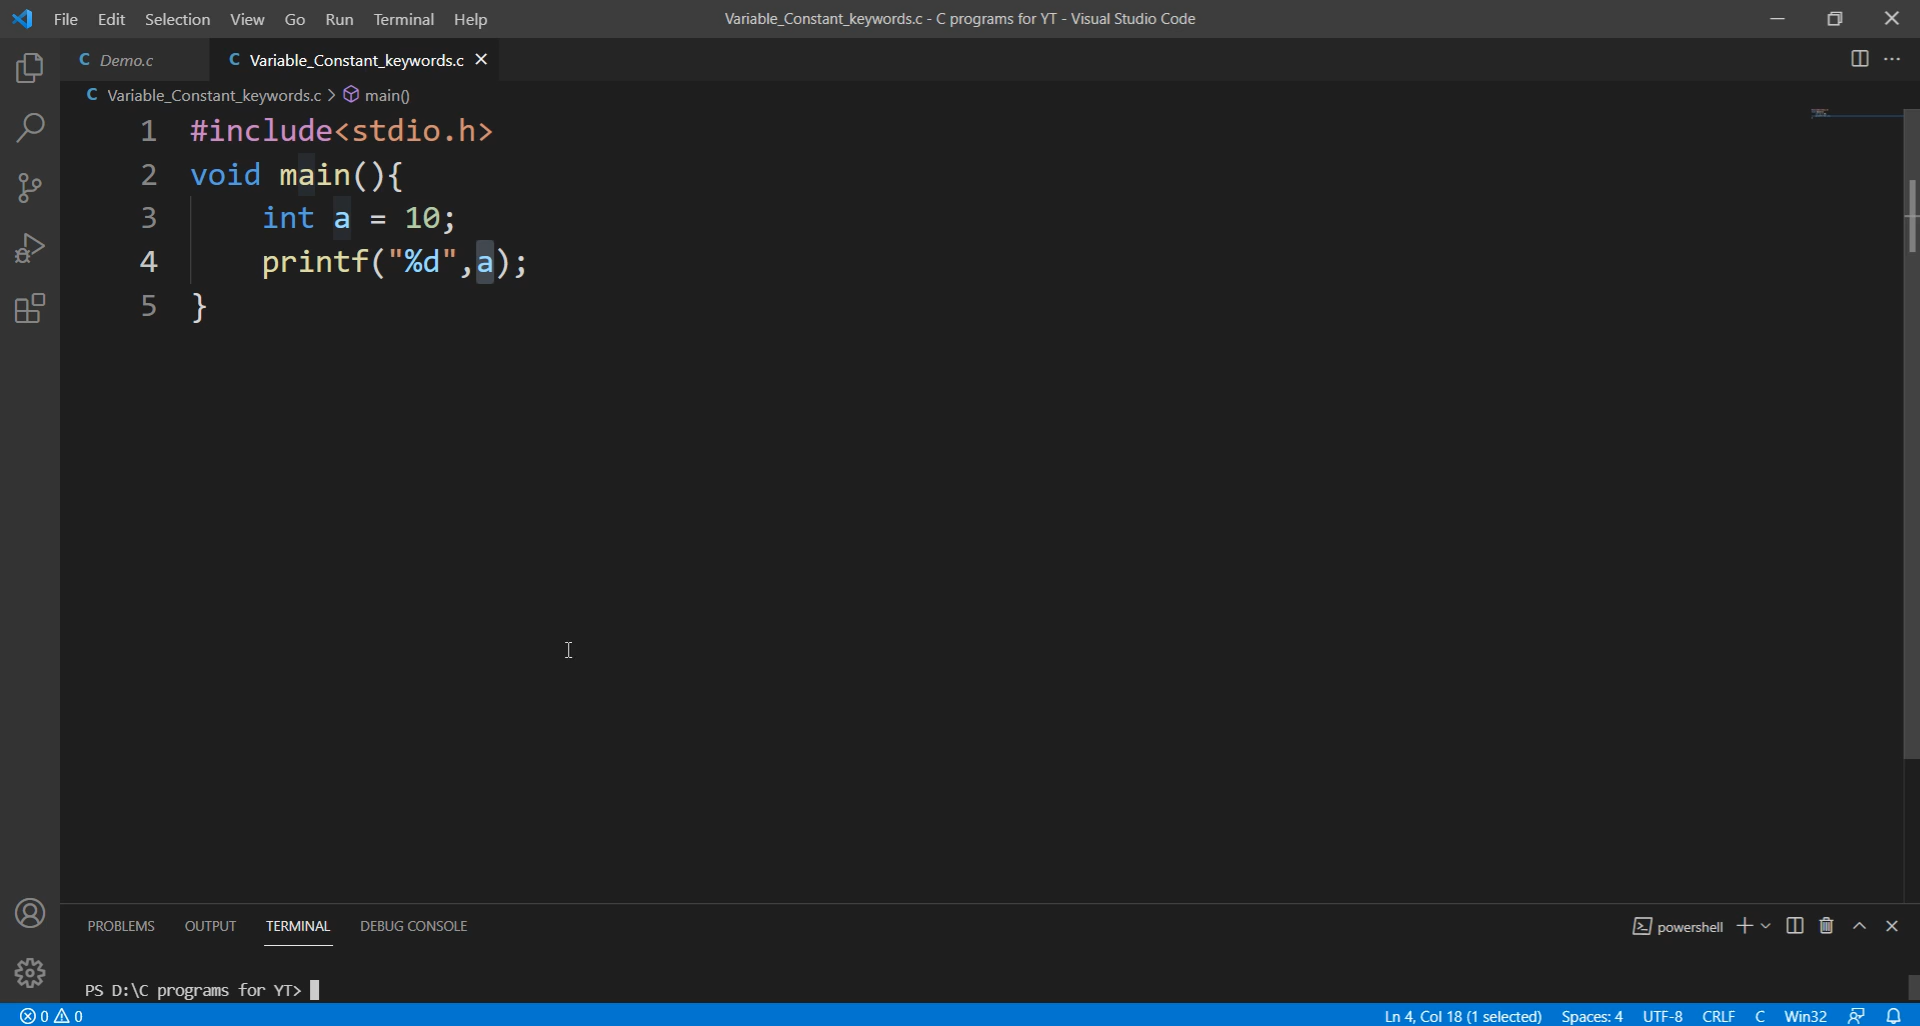 File Edit Selection View Go Run Terminal Help Variable_Constant_keywords.c - C programs for YT - Visual Studio Code
C Demo.c C Variable_Constant_keywords.c
C Variable_Constant_keywords.c > main()
1 #include<stdio.h>
2 void main(){
3 int a = 10;
4 printf("%d",a);
5 }
PROBLEMS OUTPUT TERMINAL DEBUG CONSOLE powershell
PS D:\C programs for YT>
0 0 Ln 4, Col 18 (1 selected) Spaces: 4 UTF-8 CRLF C Win32